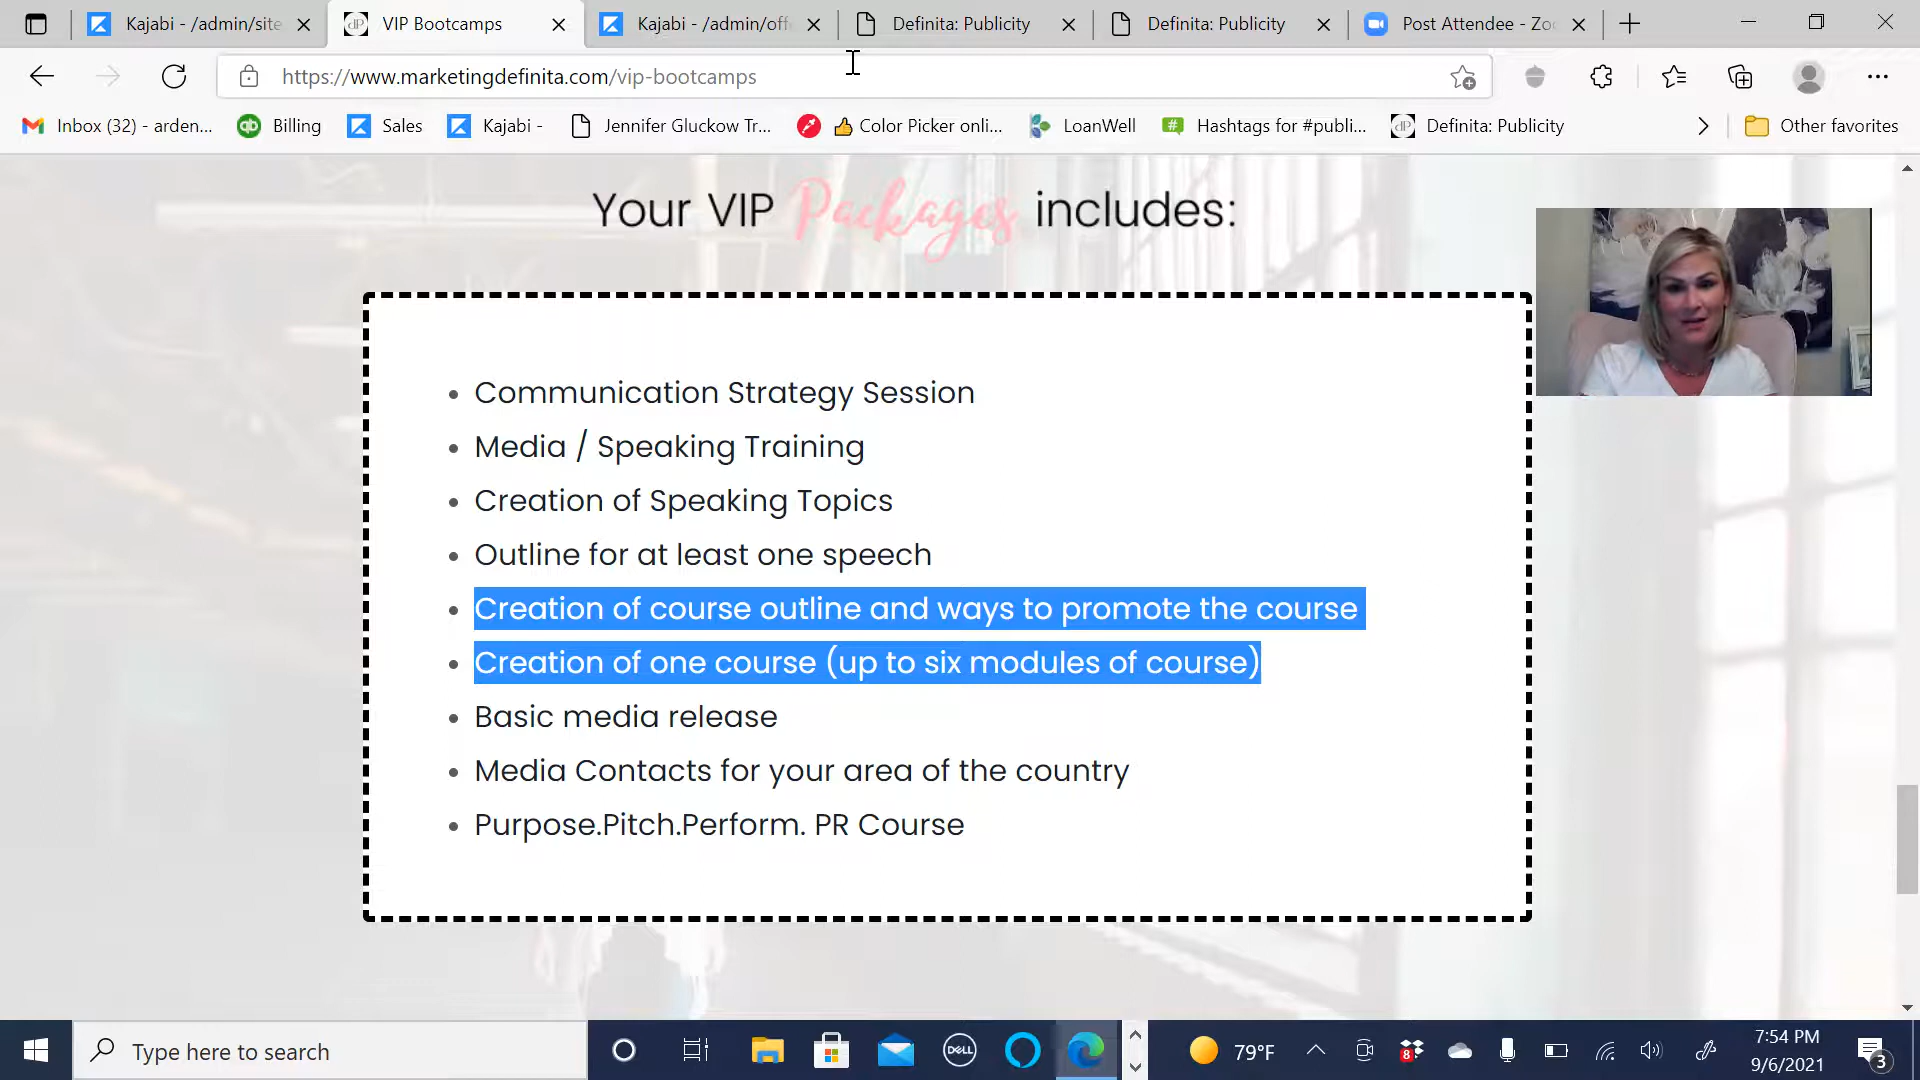 Kajabi - /admin/site
VIP Bootcamps
Kajabi - /admin/off
Definita: Publicity
Definita: Publicity
Post Attendee - Zo
https://www.marketingdefinita.com/vip-bootcamps
Inbox (32) - arden...
Billing
Sales
Kajabi -
Jennifer Gluckow Tr...
Color Picker onli...
LoanWell
Hashtags for #publi...
Definita: Publicity
Other favorites
Your VIP Packages includes:
Communication Strategy Session
Media / Speaking Training
Creation of Speaking Topics
Outline for at least one speech
Creation of course outline and ways to promote the course
Creation of one course (up to six modules of course)
Basic media release
Media Contacts for your area of the country
Purpose.Pitch.Perform. PR Course
Type here to search
DELL
79°F
8
7:54 PM
9/6/2021
3